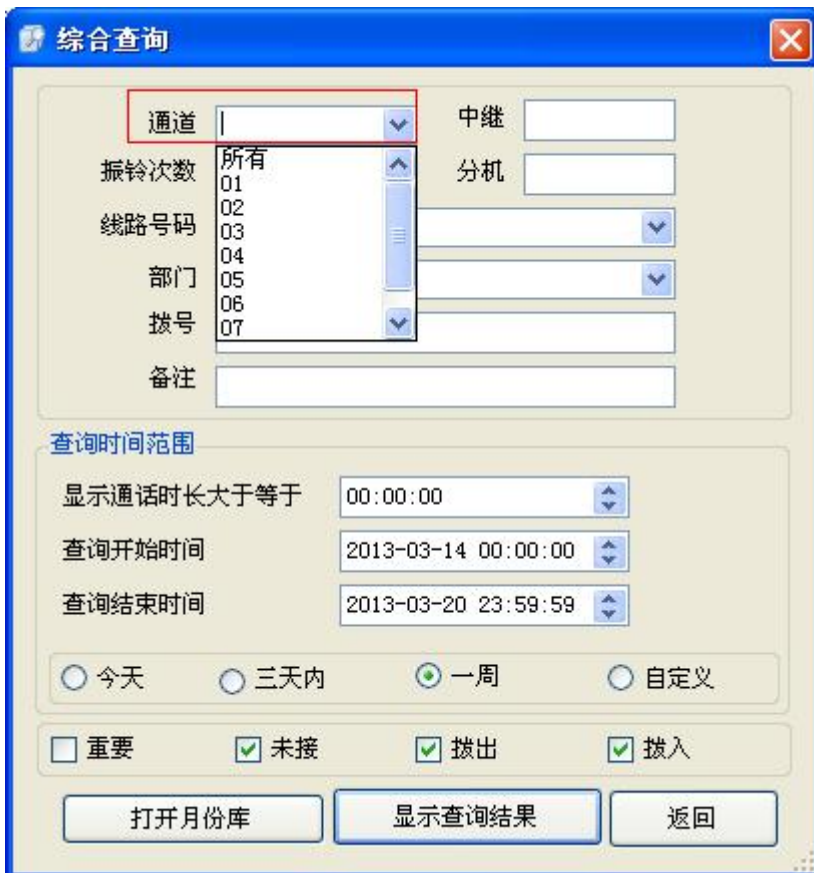 综合查询
通道 中继
振铃次数 所有 分机
01
02
线路号码 03
04
部门 05
06
拨号 07
备注
查询时间范围
显示通话时长大于等于 00:00:00
查询开始时间 2013-03-14 00:00:00
查询结束时间 2013-03-20 23:59:59
今天 三天内 一周 自定义
重要 未接 拨出 拨入
打开月份库 显示查询结果 返回